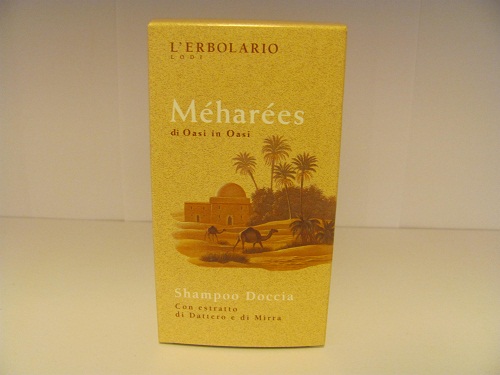 L'ERBOLARIO
LODI
Méharées
di Oasi in Oasi
Shampoo Doccia
Con estratto
di Dattero e di Mirra